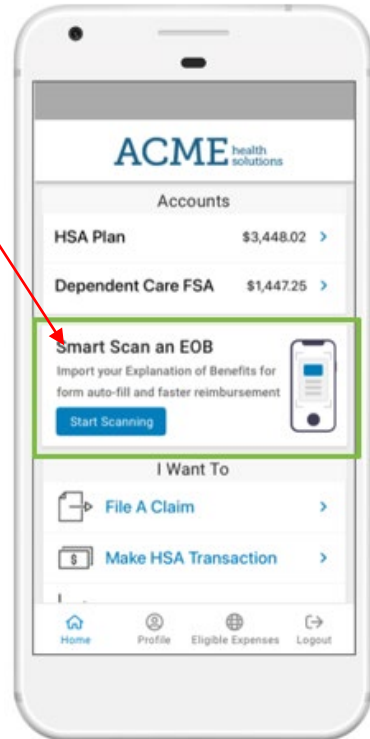 ACME health
solutions
Accounts
HSA Plan $3,448.02 >
Dependent Care FSA $1,447.25 >
Smart Scan an EOB
Import your Explanation of Benefits for
form auto-fill and faster reimbursement
Start Scanning
I Want To
File A Claim >
$ Make HSA Transaction >
Home Profile Eligible Expenses Logout